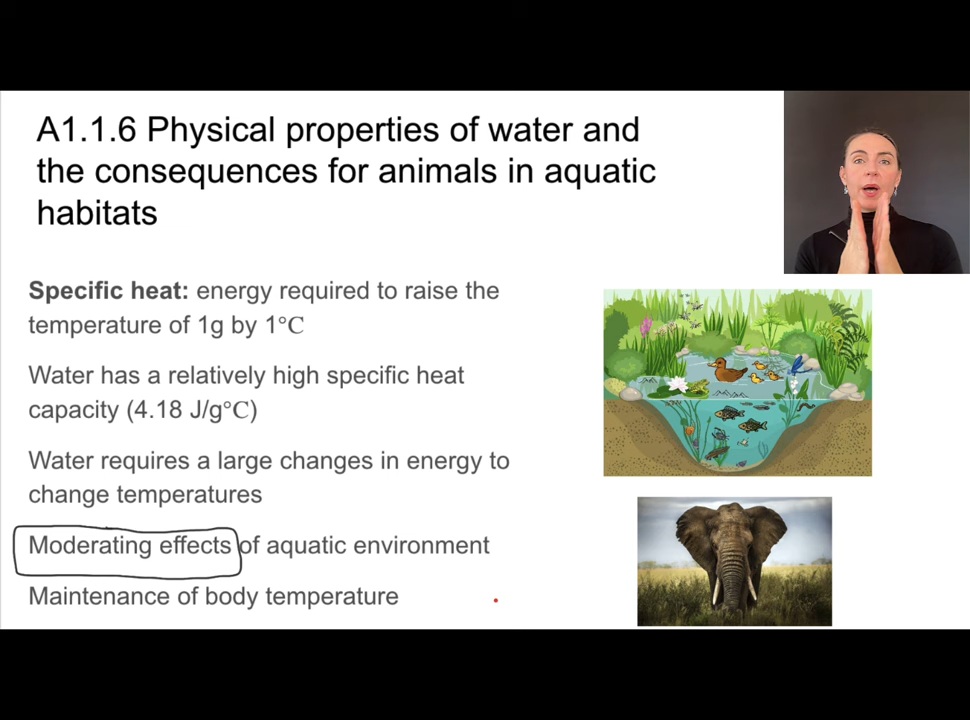 A1.1.6 Physical properties of water and
the consequences for animals in aquatic
habitats
Specific heat: energy required to raise the
temperature of 1g by 1°C
Water has a relatively high specific heat
capacity (4.18 J/g°C)
Water requires a large changes in energy to
change temperatures
Moderating effects of aquatic environment
Maintenance of body temperature